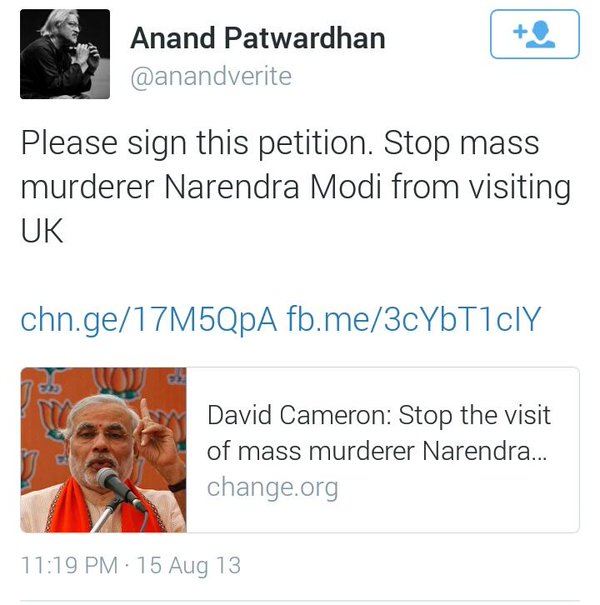 Anand Patwardhan
@anandverite
Please sign this petition. Stop mass
murderer Narendra Modi from visiting
UK
chn.ge/17M5QpA fb.me/3cYbT1clY
David Cameron: Stop the visit
of mass murderer Narendra...
change.org
11:19 PM · 15 Aug 13